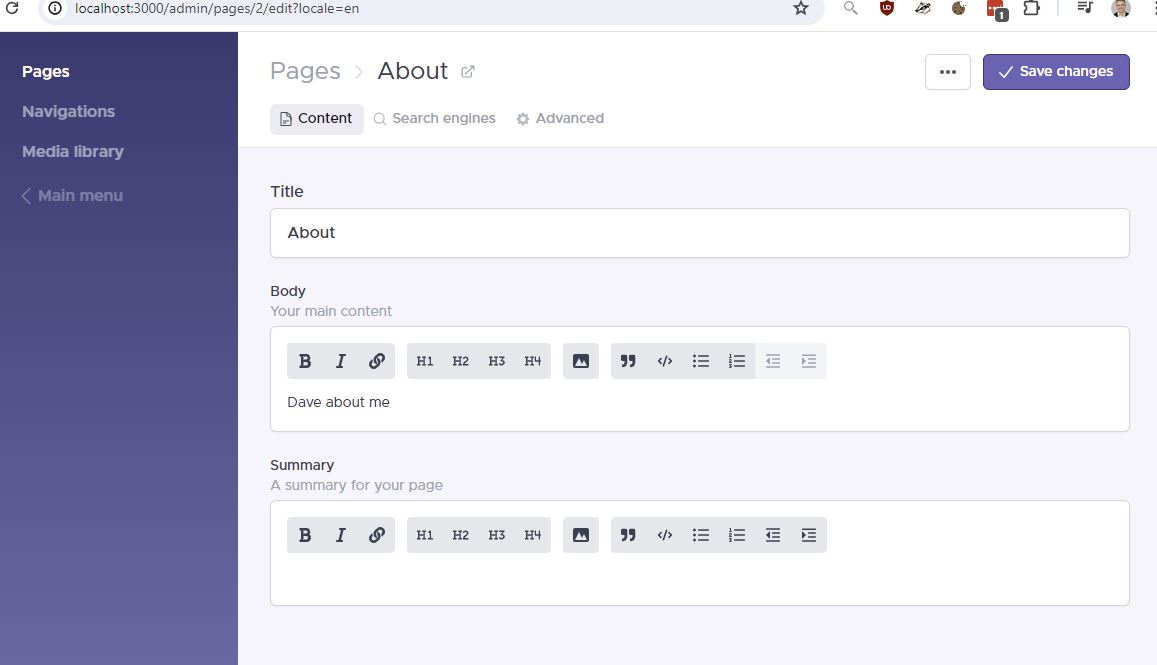 localhost:3000/admin/pages/2/edit?locale=en
1
Pages
Navigations
Media library
Main menu
Pages About
Save changes
Content Search engines Advanced
Title
About
Body
Your main content
B I H1 H2 H3 H4
Dave about me
Summary
A summary for your page
B I H1 H2 H3 H4